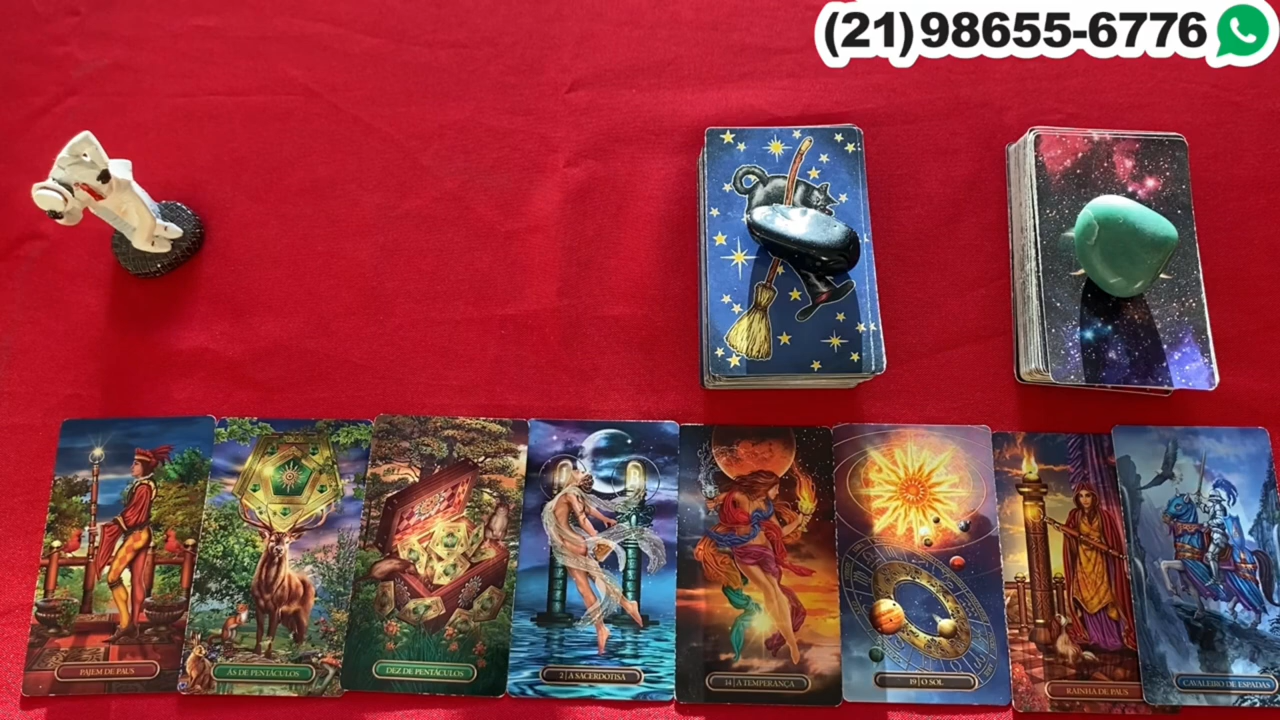 (21)98655-6776
PAJEM DE PAUS
ÁS DE PENTÁCULOS
DEZ DE PENTÁCULOS
2 | A SACERDOTISA
14 | A TEMPERANÇA
19 | O SOL
RAINHA DE PAUS
CAVALEIRO DE ESPADAS